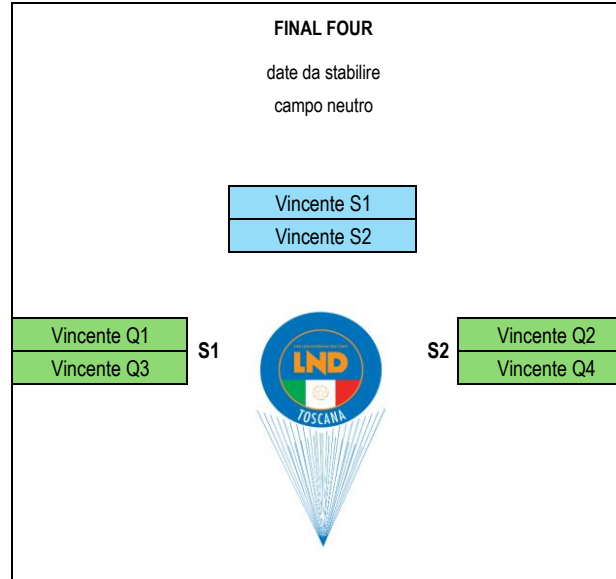 FINAL FOUR
date da stabilire
campo neutro
Vincente S1
Vincente S2
Vincente Q1
Vincente Q3
S1
LND
TOSCANA
S2
Vincente Q2
Vincente Q4